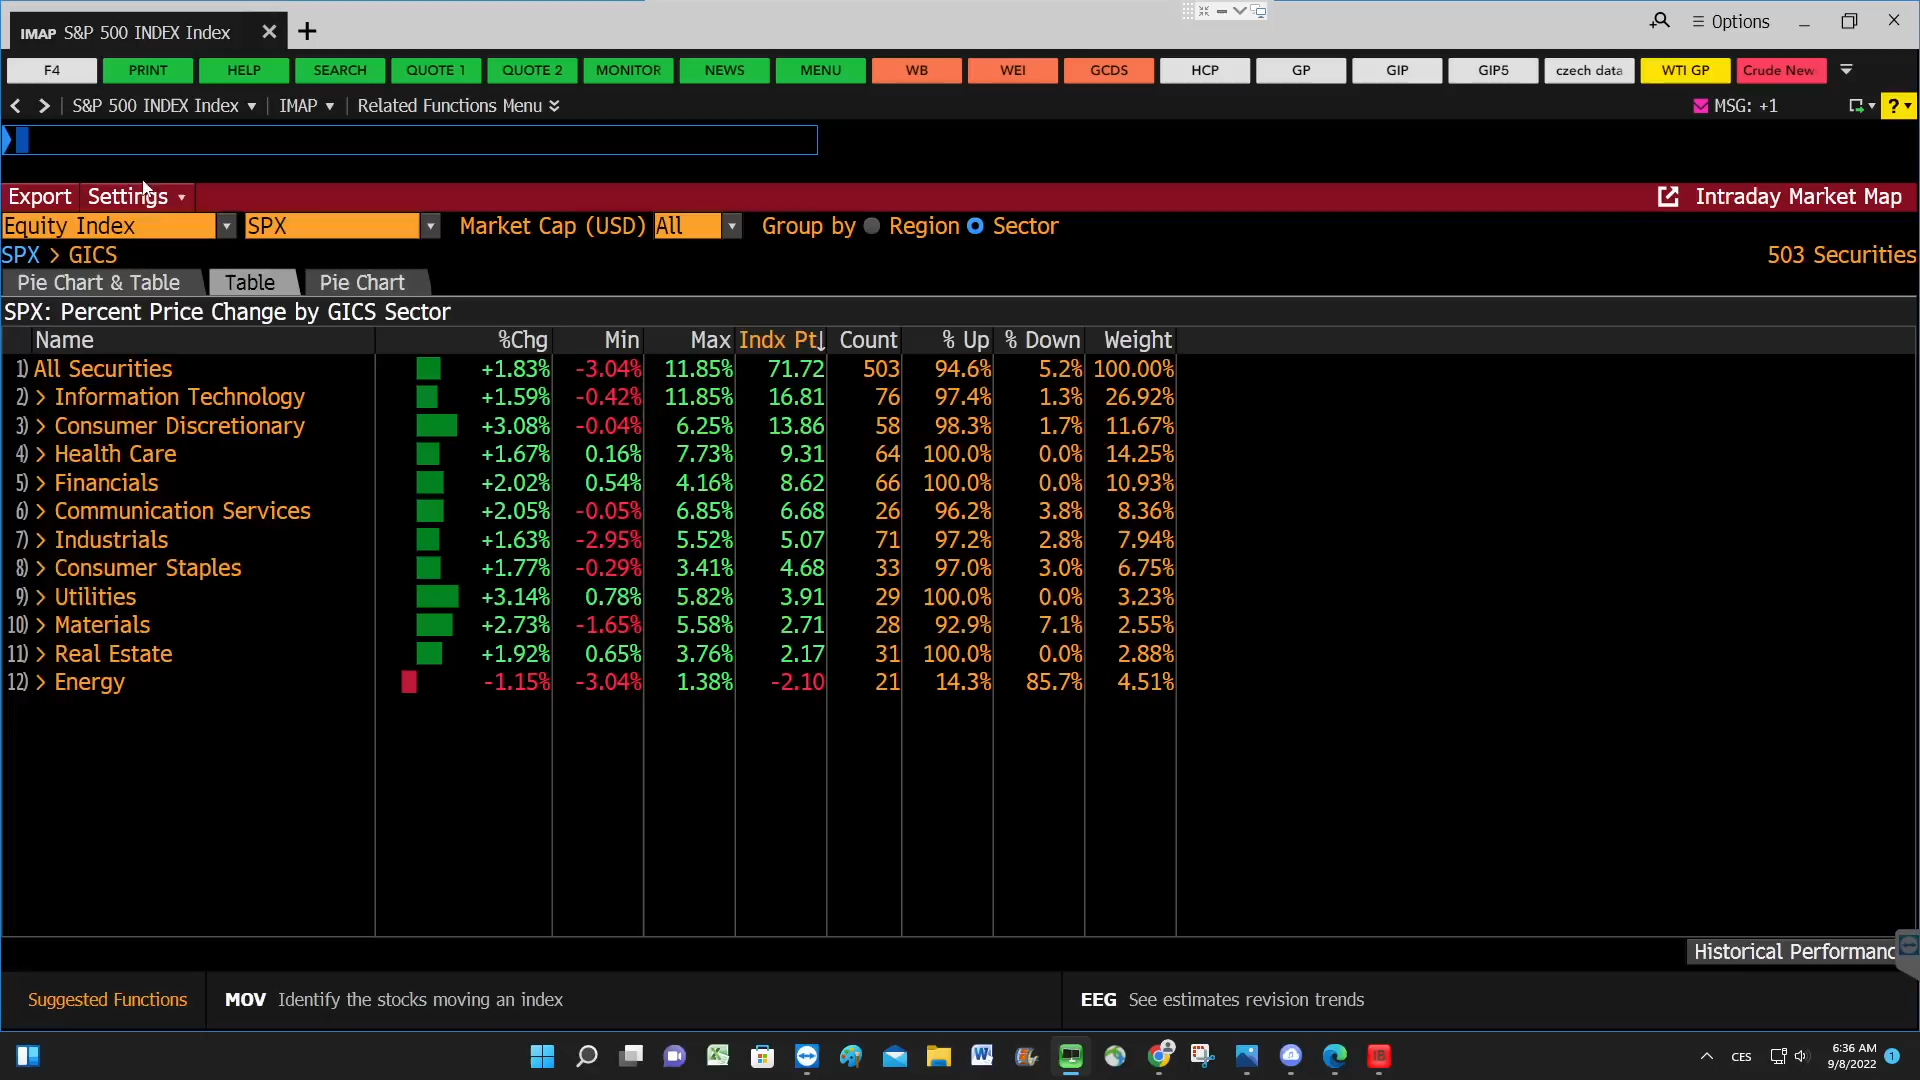 IMAP S&P 500 INDEX Index
Options
F4 PRINT HELP SEARCH QUOTE 1 QUOTE 2 MONITOR NEWS MENU WB WEI GCDS HCP GP GIP GIP5 czech data WTI GP Crude New
S&P 500 INDEX Index IMAP Related Functions Menu MSG: +1 ?
Export Settings Intraday Market Map
Equity Index SPX Market Cap (USD) All Group by Region Sector
SPX > GICS 503 Securities
Pie Chart & Table Table Pie Chart
SPX: Percent Price Change by GICS Sector
Name %Chg Min Max Indx Pt↓ Count % Up % Down Weight
1) All Securities +1.83% -3.04% 11.85% 71.72 503 94.6% 5.2% 100.00%
2) > Information Technology +1.59% -0.42% 11.85% 16.81 76 97.4% 1.3% 26.92%
3) > Consumer Discretionary +3.08% -0.04% 6.25% 13.86 58 98.3% 1.7% 11.67%
4) > Health Care +1.67% 0.16% 7.73% 9.31 64 100.0% 0.0% 14.25%
5) > Financials +2.02% 0.54% 4.16% 8.62 66 100.0% 0.0% 10.93%
6) > Communication Services +2.05% -0.05% 6.85% 6.68 26 96.2% 3.8% 8.36%
7) > Industrials +1.63% -2.95% 5.52% 5.07 71 97.2% 2.8% 7.94%
8) > Consumer Staples +1.77% -0.29% 3.41% 4.68 33 97.0% 3.0% 6.75%
9) > Utilities +3.14% 0.78% 5.82% 3.91 29 100.0% 0.0% 3.23%
10) > Materials +2.73% -1.65% 5.58% 2.71 28 92.9% 7.1% 2.55%
11) > Real Estate +1.92% 0.65% 3.76% 2.17 31 100.0% 0.0% 2.88%
12) > Energy -1.15% -3.04% 1.38% -2.10 21 14.3% 85.7% 4.51%
Historical Performanc
Suggested Functions MOV Identify the stocks moving an index EEG See estimates revision trends
CES 6:36 AM
9/8/2022 1
IB